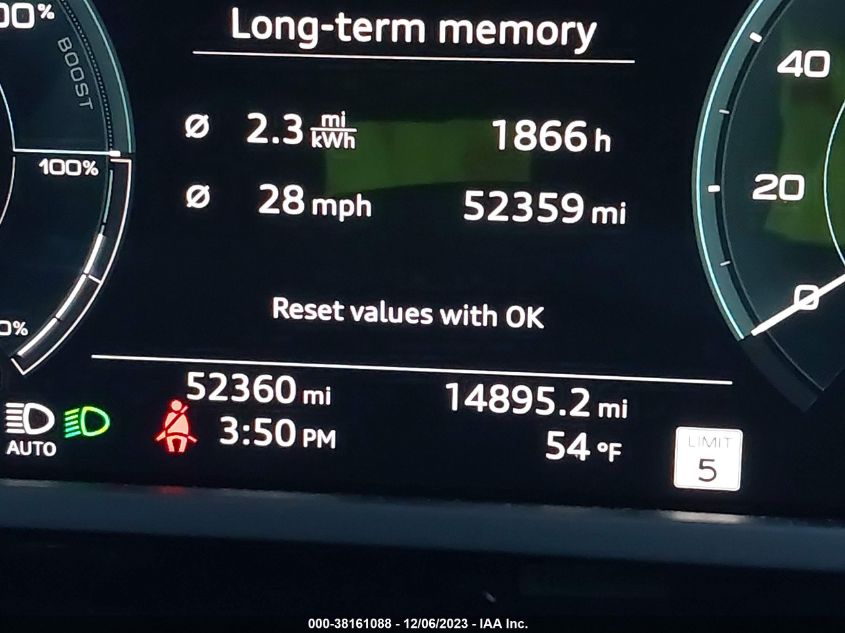 00%
BOOST
100%
0%
Long-term memory
Ø 2.3 mi/kWh 1866 h
Ø 28 mph 52359 mi
Reset values with OK
52360 mi 14895.2 mi
3:50 PM 54 °F
AUTO
LIMIT
5
40
20
0
000-38161088 - 12/06/2023 - IAA Inc.